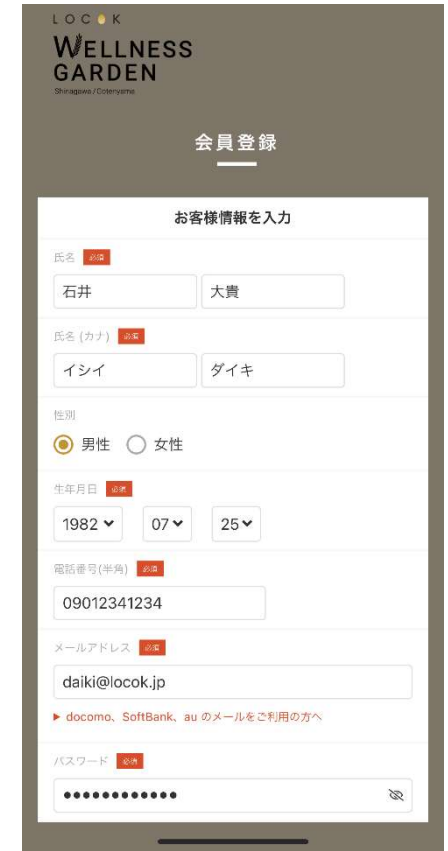 LOCOK
WELLNESS
GARDEN
Shinagawa / Gotenyama
会員登録
お客様情報を入力
氏名 必須
石井 大貴
氏名 (カナ) 必須
イシイ ダイキ
性別
男性 女性
生年月日 必須
1982 07 25
電話番号(半角) 必須
09012341234
メールアドレス 必須
daiki@locok.jp
▶ docomo、SoftBank、au のメールをご利用の方へ
パスワード 必須
●●●●●●●●●●●●